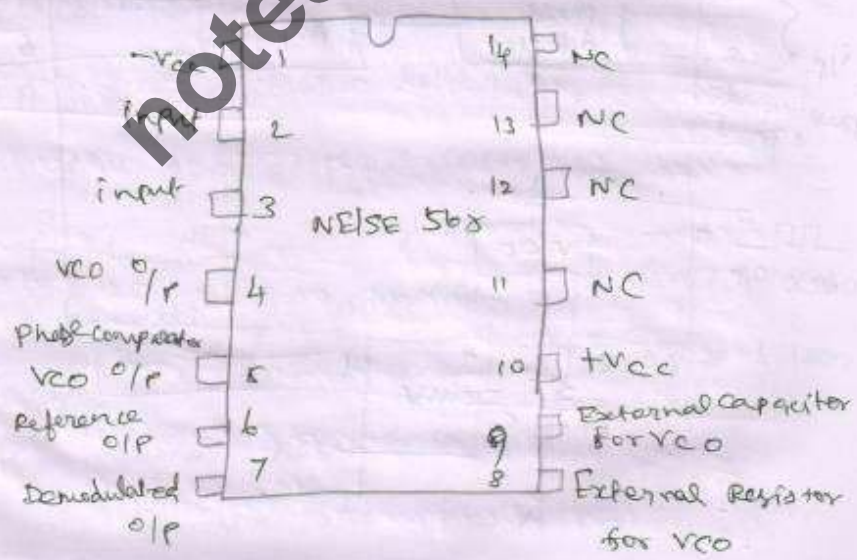 notes
-Vcc 1
input 2
input 3
VCO O/P 4
Phase Comparator
VCO O/P 5
Reference
O/P 6
Demodulated
O/P 7
NE/SE 565
14 NC
13 NC
12 NC
11 NC
10 +Vcc
9 External Capacitor
for VCO
8 External Register
for VCO